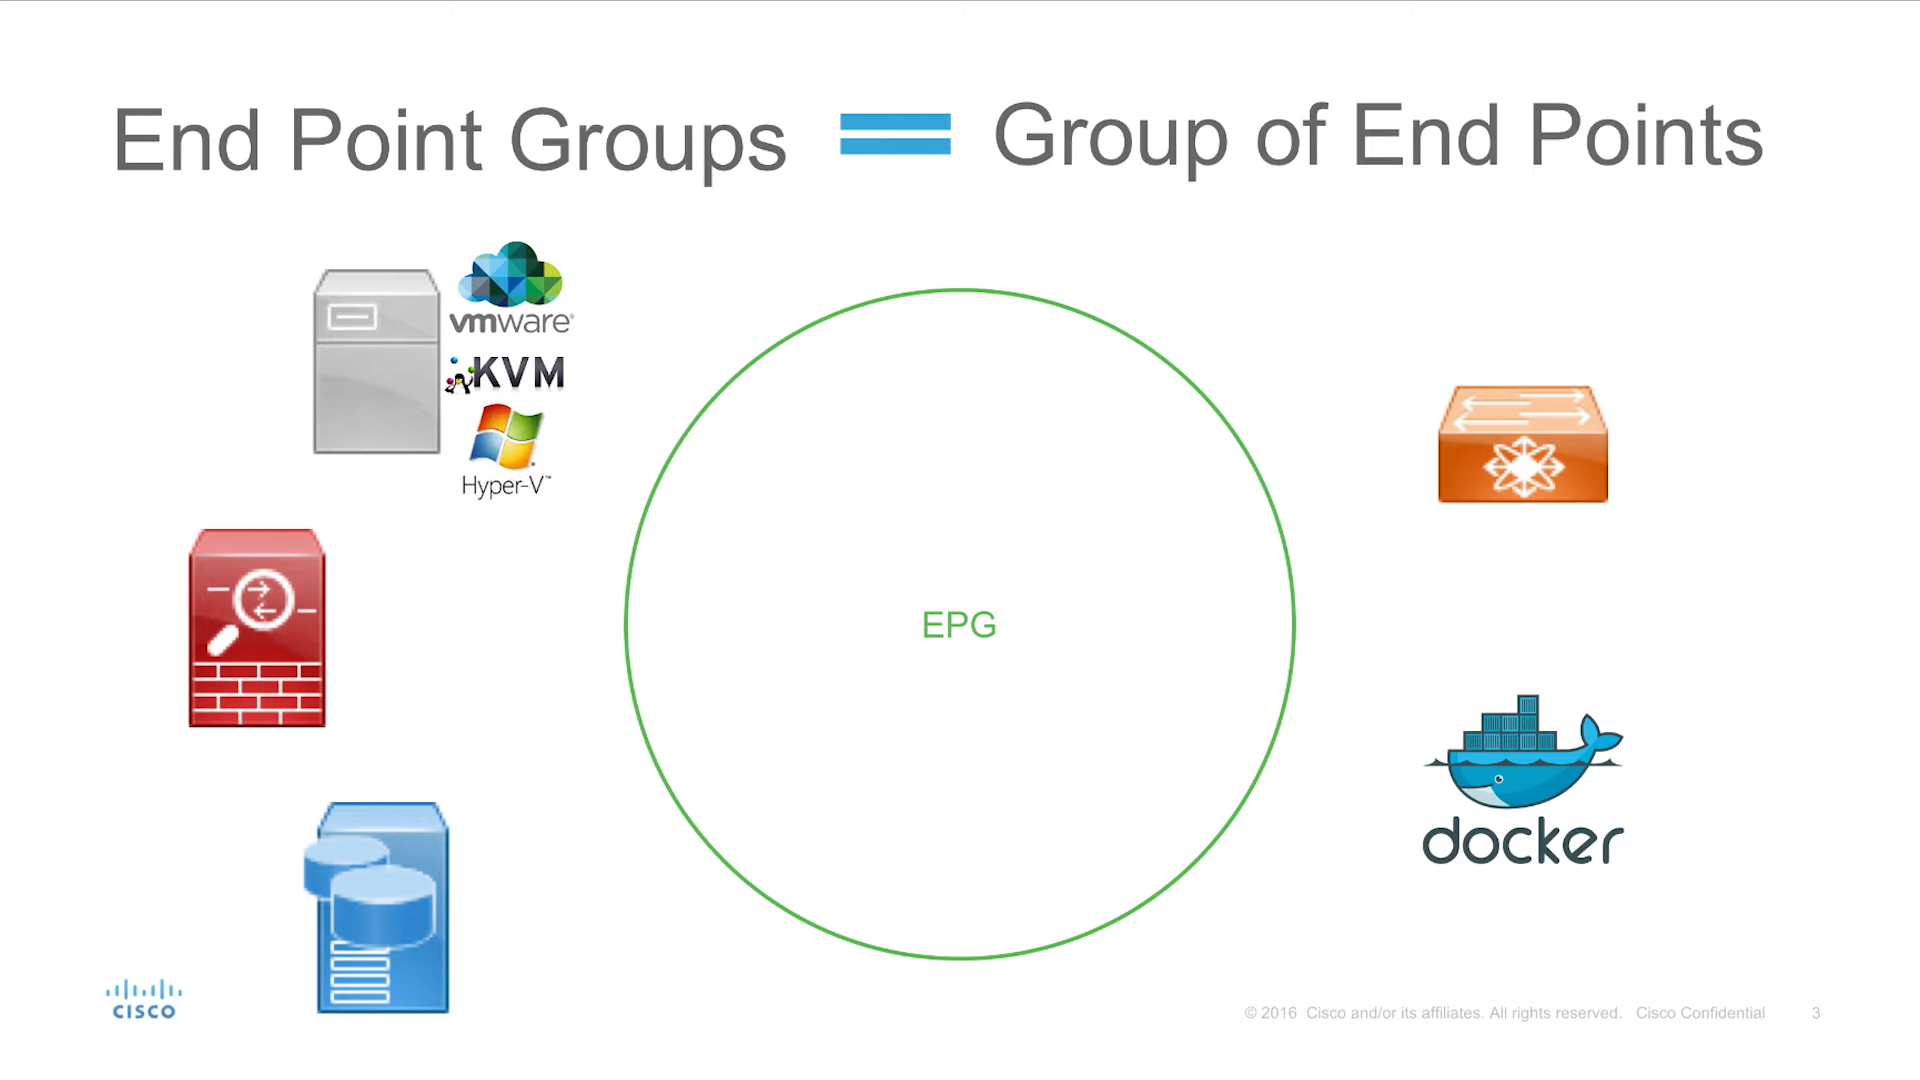 End Point Groups
Group of End Points
vmware®
KVM
Hyper-V™
EPG
docker
CISCO
© 2016 Cisco and/or its affiliates. All rights reserved. Cisco Confidential 3